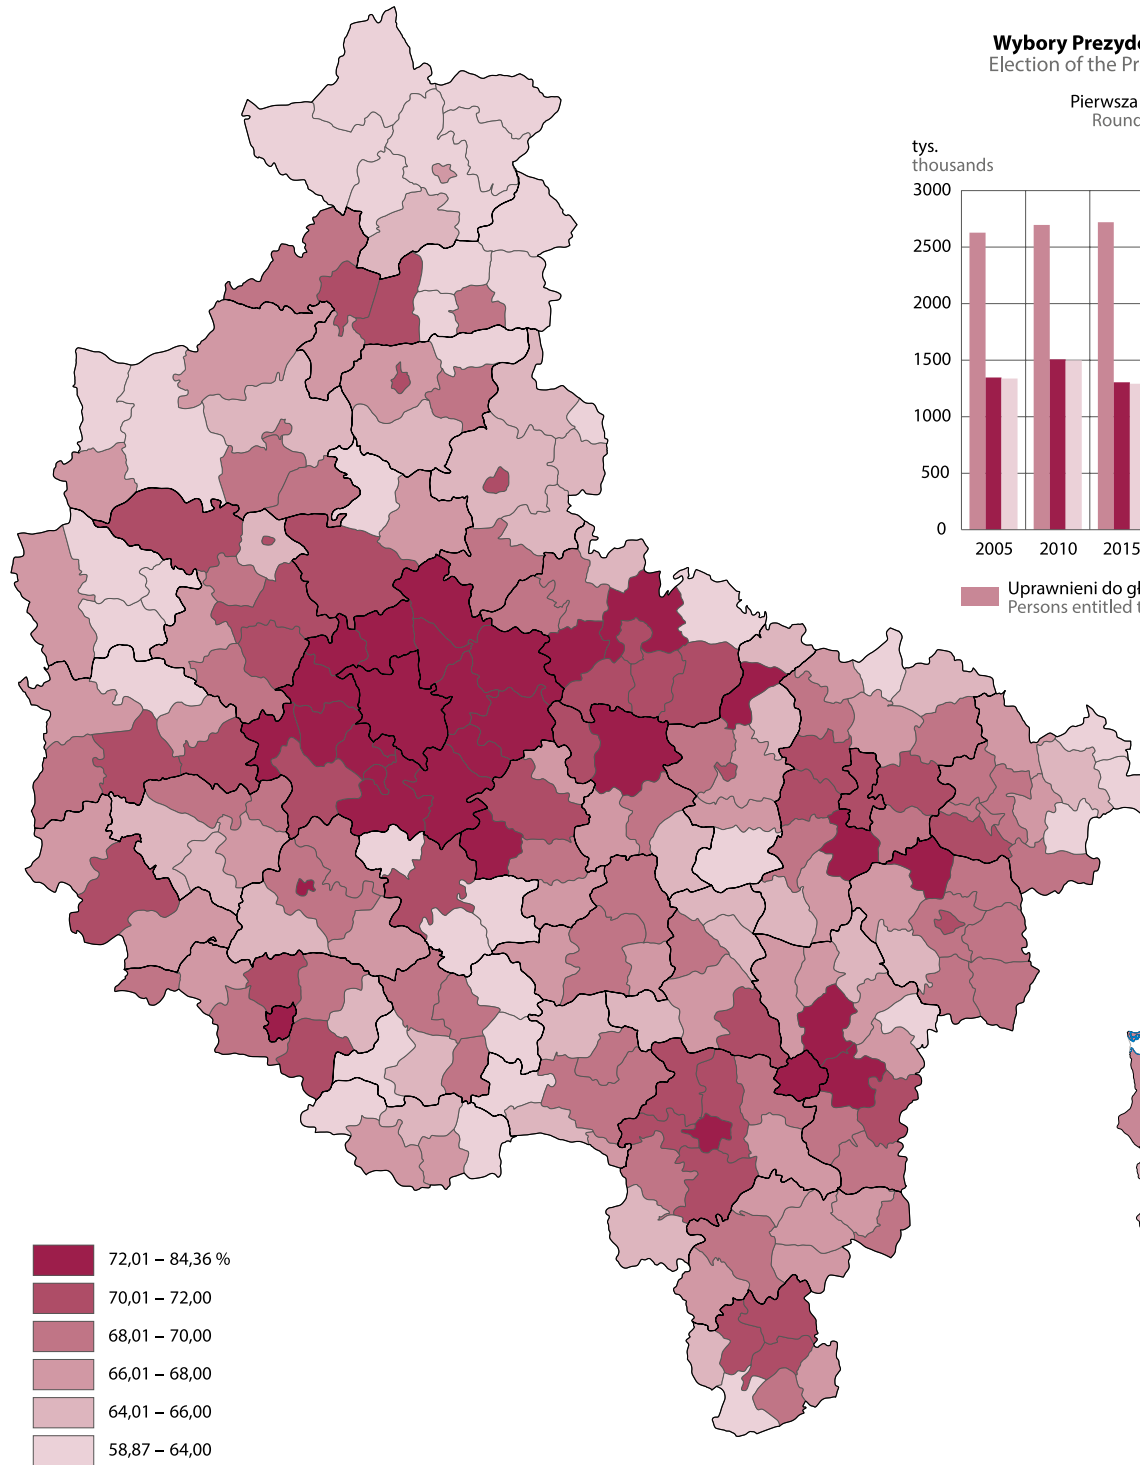 Wybory Prezyd
Election of the Pr
Pierwsza
Round
tys.
thousands
3000
2500
2000
1500
1000
500
0
2005 2010 2015
Uprawnieni do gł
Persons entitled t
72,01 – 84,36 %
70,01 – 72,00
68,01 – 70,00
66,01 – 68,00
64,01 – 66,00
58,87 – 64,00